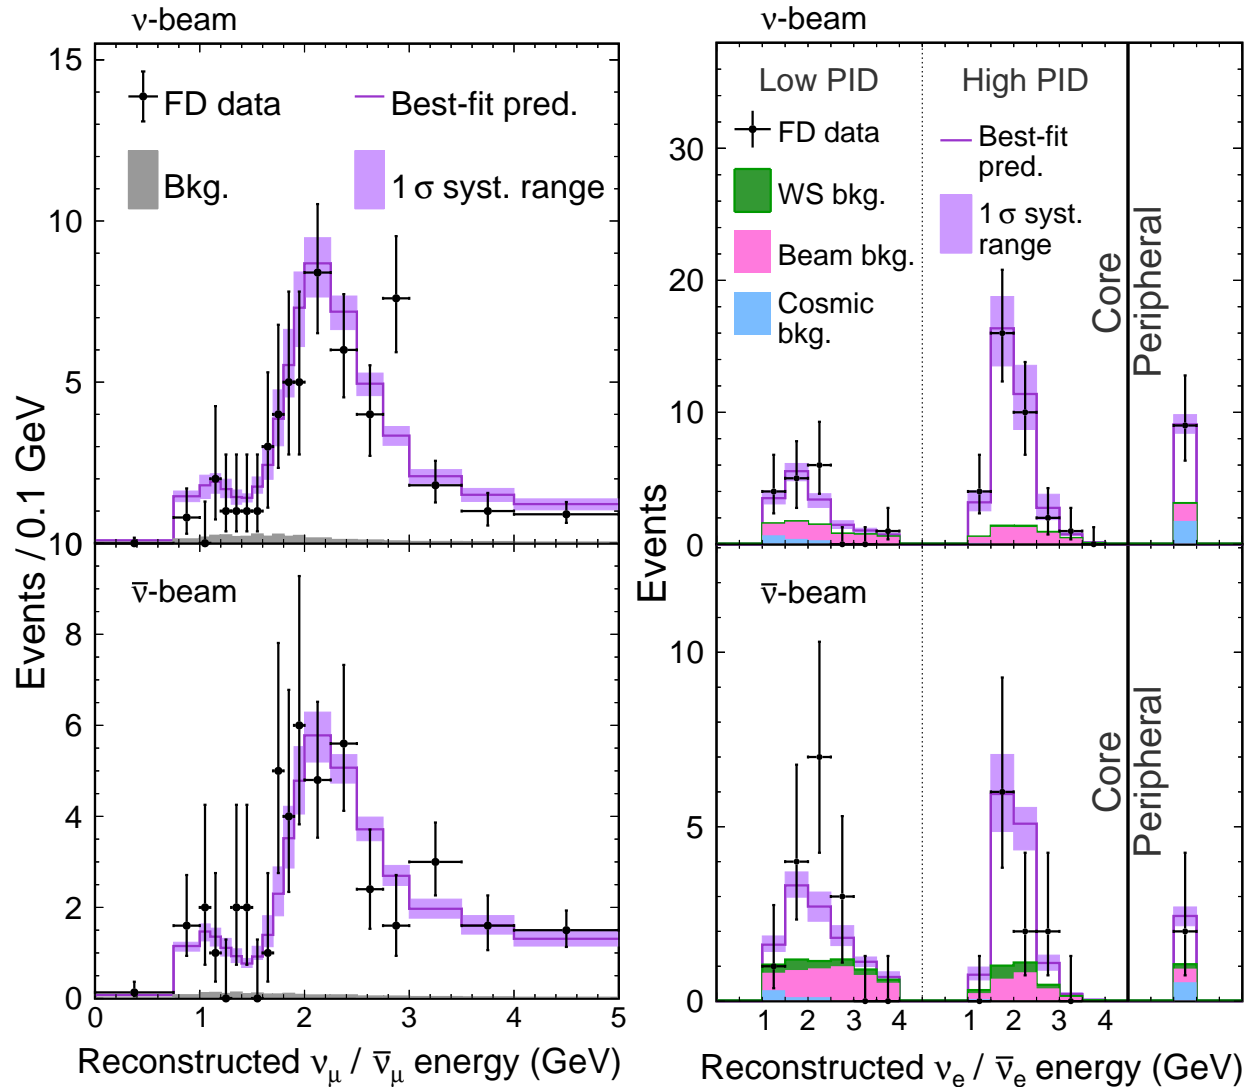 ν-beam
15
FD data
Best-fit pred.
Bkg.
1 σ syst. range
10
5
0
Events / 0.1 GeV
10
ν̅-beam
8
6
4
2
0
0 1 2 3 4 5
Reconstructed ν_μ / ν̅_μ energy (GeV)
ν-beam
Low PID
High PID
30
FD data
Best-fit
pred.
WS bkg.
1 σ syst.
range
Beam bkg.
Cosmic
bkg.
Core
Peripheral
20
10
0
Events
ν̅-beam
10
Core
Peripheral
5
0
1 2 3 4 1 2 3 4
Reconstructed ν_e / ν̅_e energy (GeV)